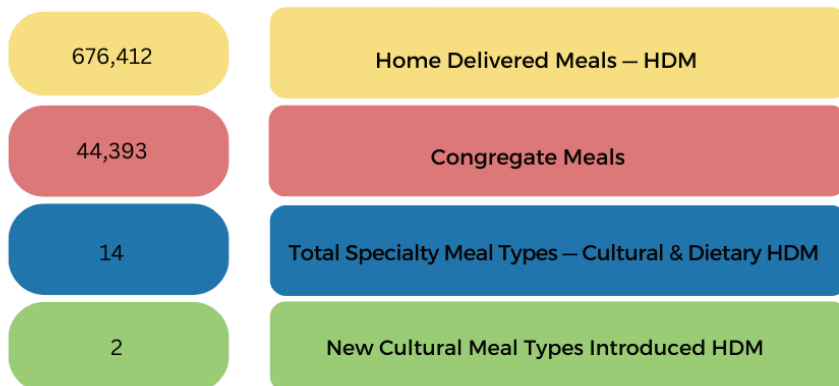 676,412
Home Delivered Meals — HDM
44,393
Congregate Meals
14
Total Specialty Meal Types — Cultural & Dietary HDM
2
New Cultural Meal Types Introduced HDM